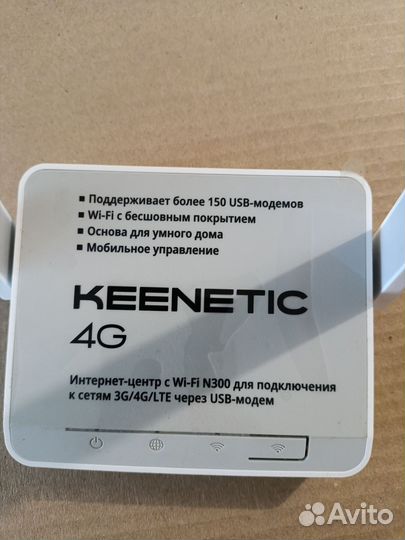 ▪ Поддерживает более 150 USB-модемов
▪ Wi-Fi с бесшовным покрытием
▪ Основа для умного дома
▪ Мобильное управление
KEENETIC
4G
Интернет-центр с Wi-Fi N300 для подключения
к сетям 3G/4G/LTE через USB-модем
Avito